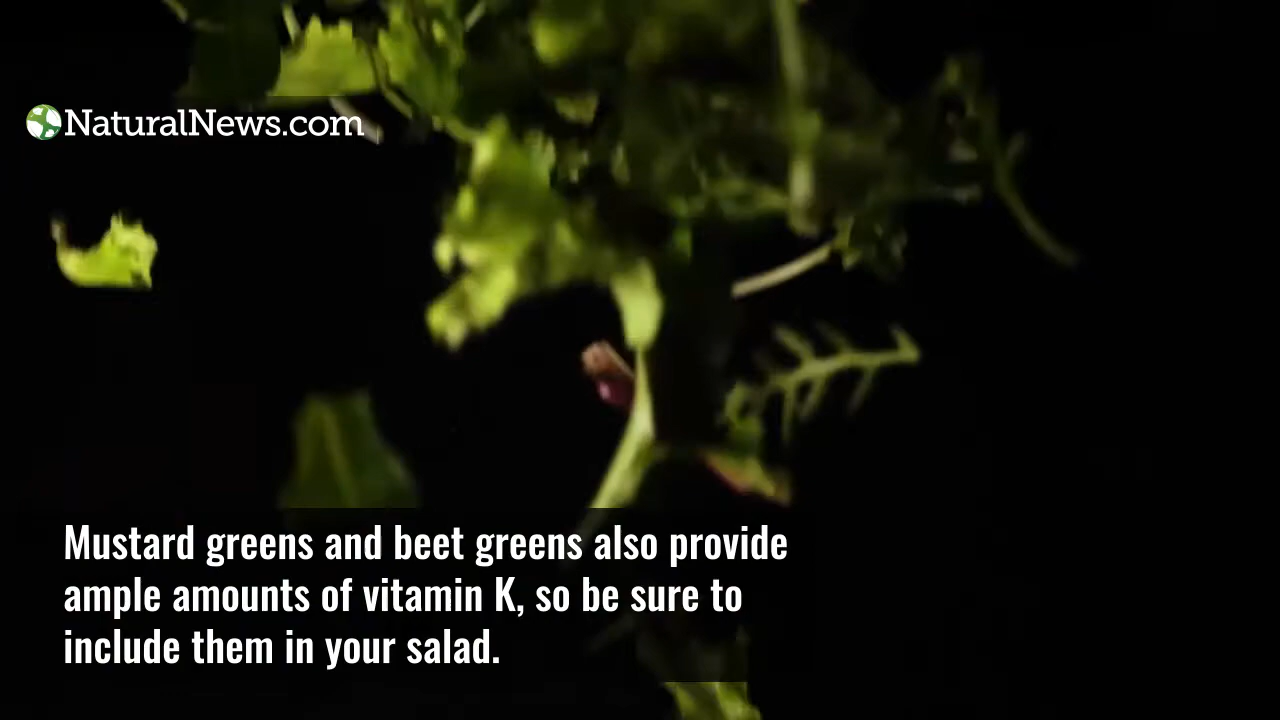 NaturalNews.com
Mustard greens and beet greens also provide
ample amounts of vitamin K, so be sure to
include them in your salad.